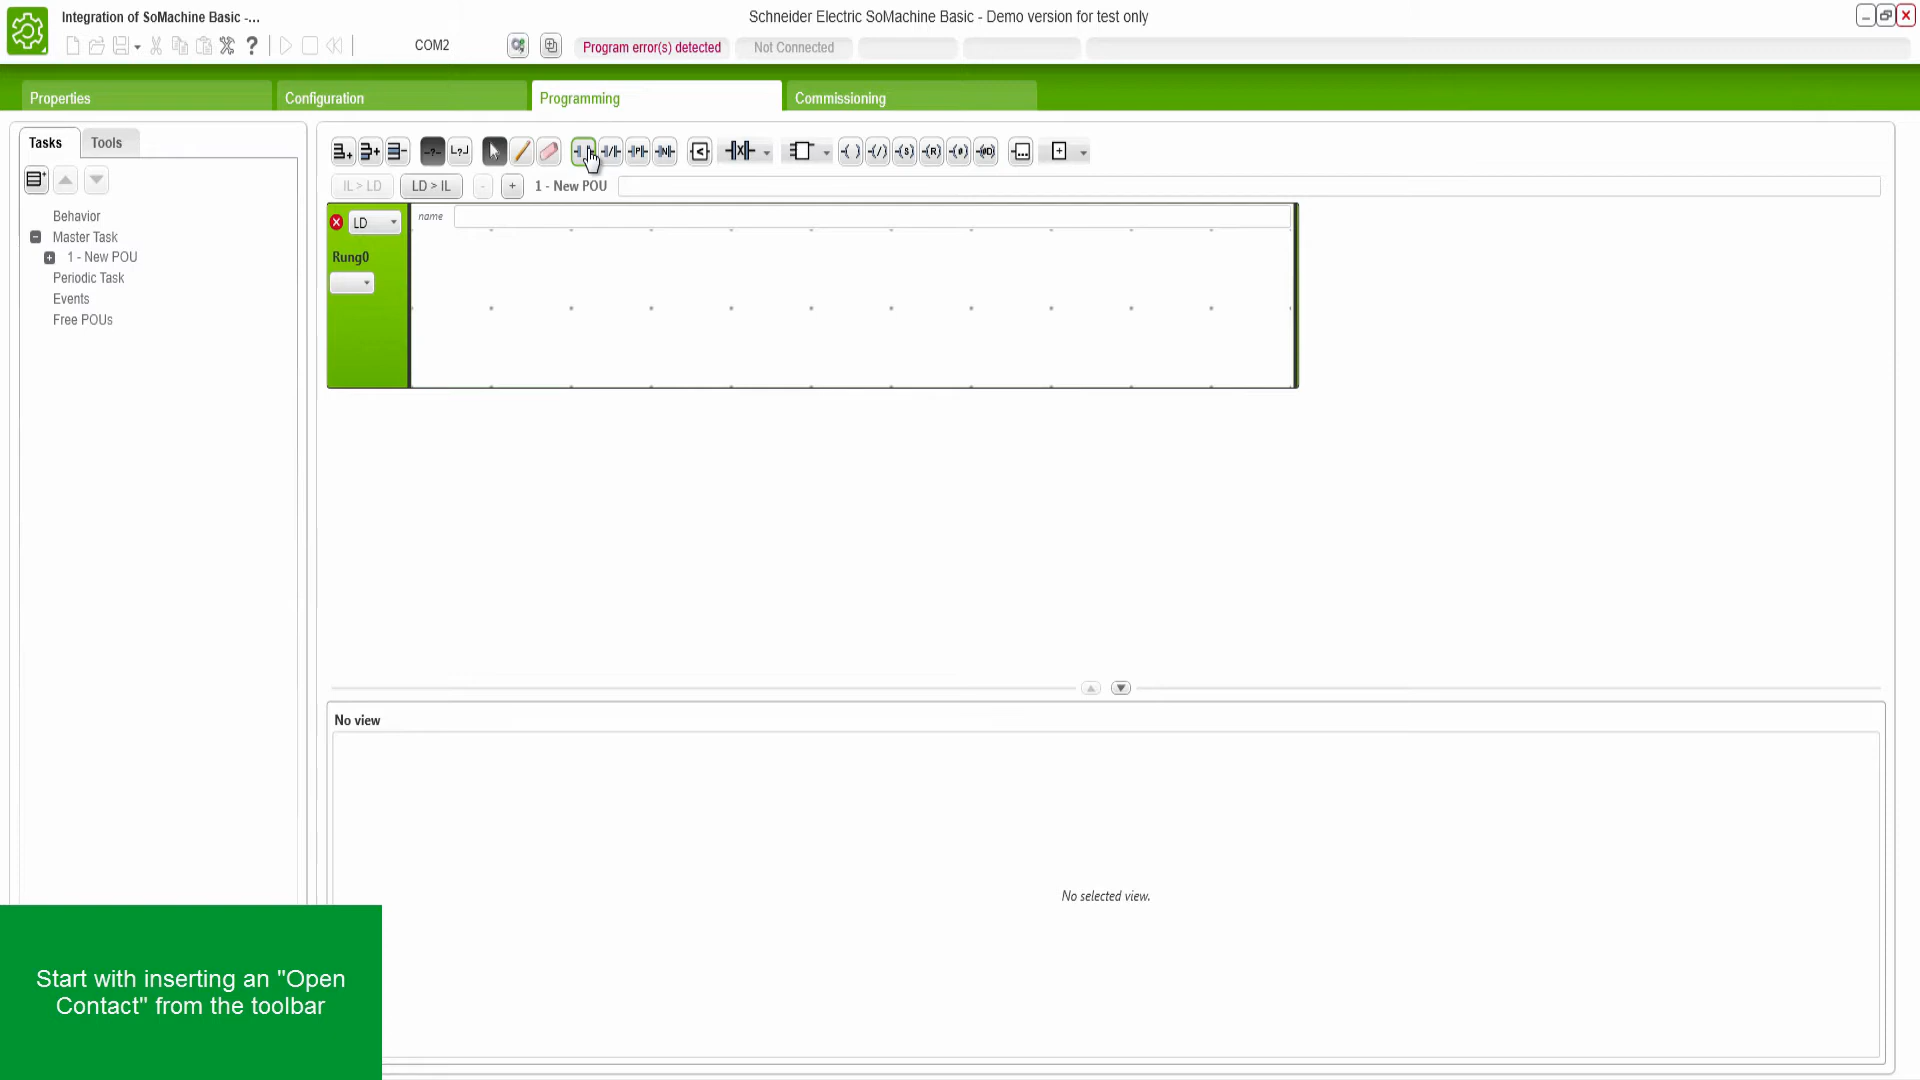 Integration of SoMachine Basic -...
Schneider Electric SoMachine Basic - Demo version for test only
COM2
Program error(s) detected
Not Connected
Properties
Configuration
Programming
Commissioning
Tasks
Tools
IL > LD
LD > IL
-
+
1 - New POU
LD
name
Rung0
Behavior
Master Task
1 - New POU
Periodic Task
Events
Free POUs
No view
No selected view.
Start with inserting an "Open
Contact" from the toolbar